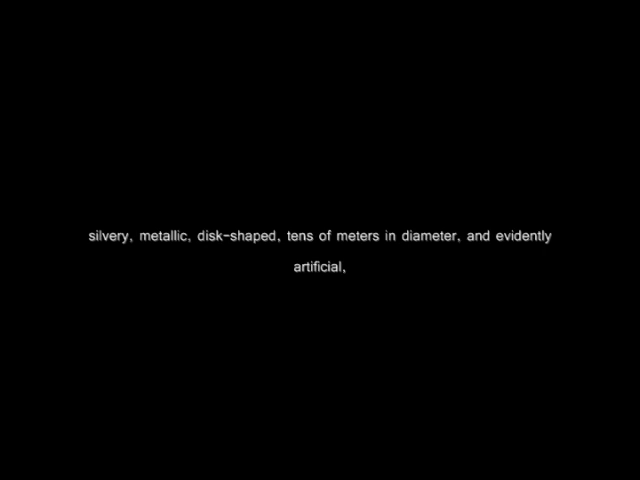 silvery, metallic, disk-shaped, tens of meters in diameter, and evidently
artificial,